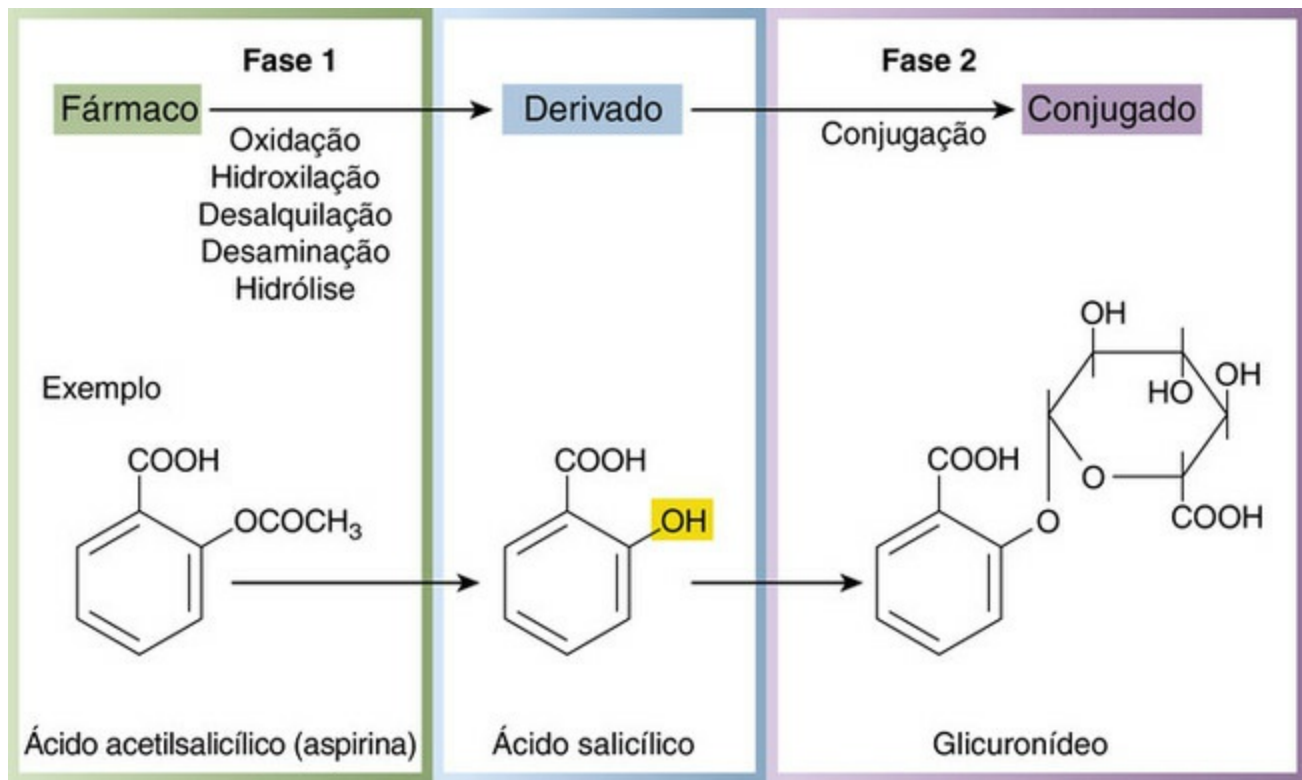 Fase 1
Fase 2
Fármaco
Derivado
Conjugado
Oxidação
Hidroxilação
Desalquilação
Desaminação
Hidrólise
Conjugação
Exemplo
COOH
OCOCH₃
COOH
OH
COOH
O
OH
HO
OH
O
COOH
Ácido acetilsalicílico (aspirina)
Ácido salicílico
Glicuronídeo